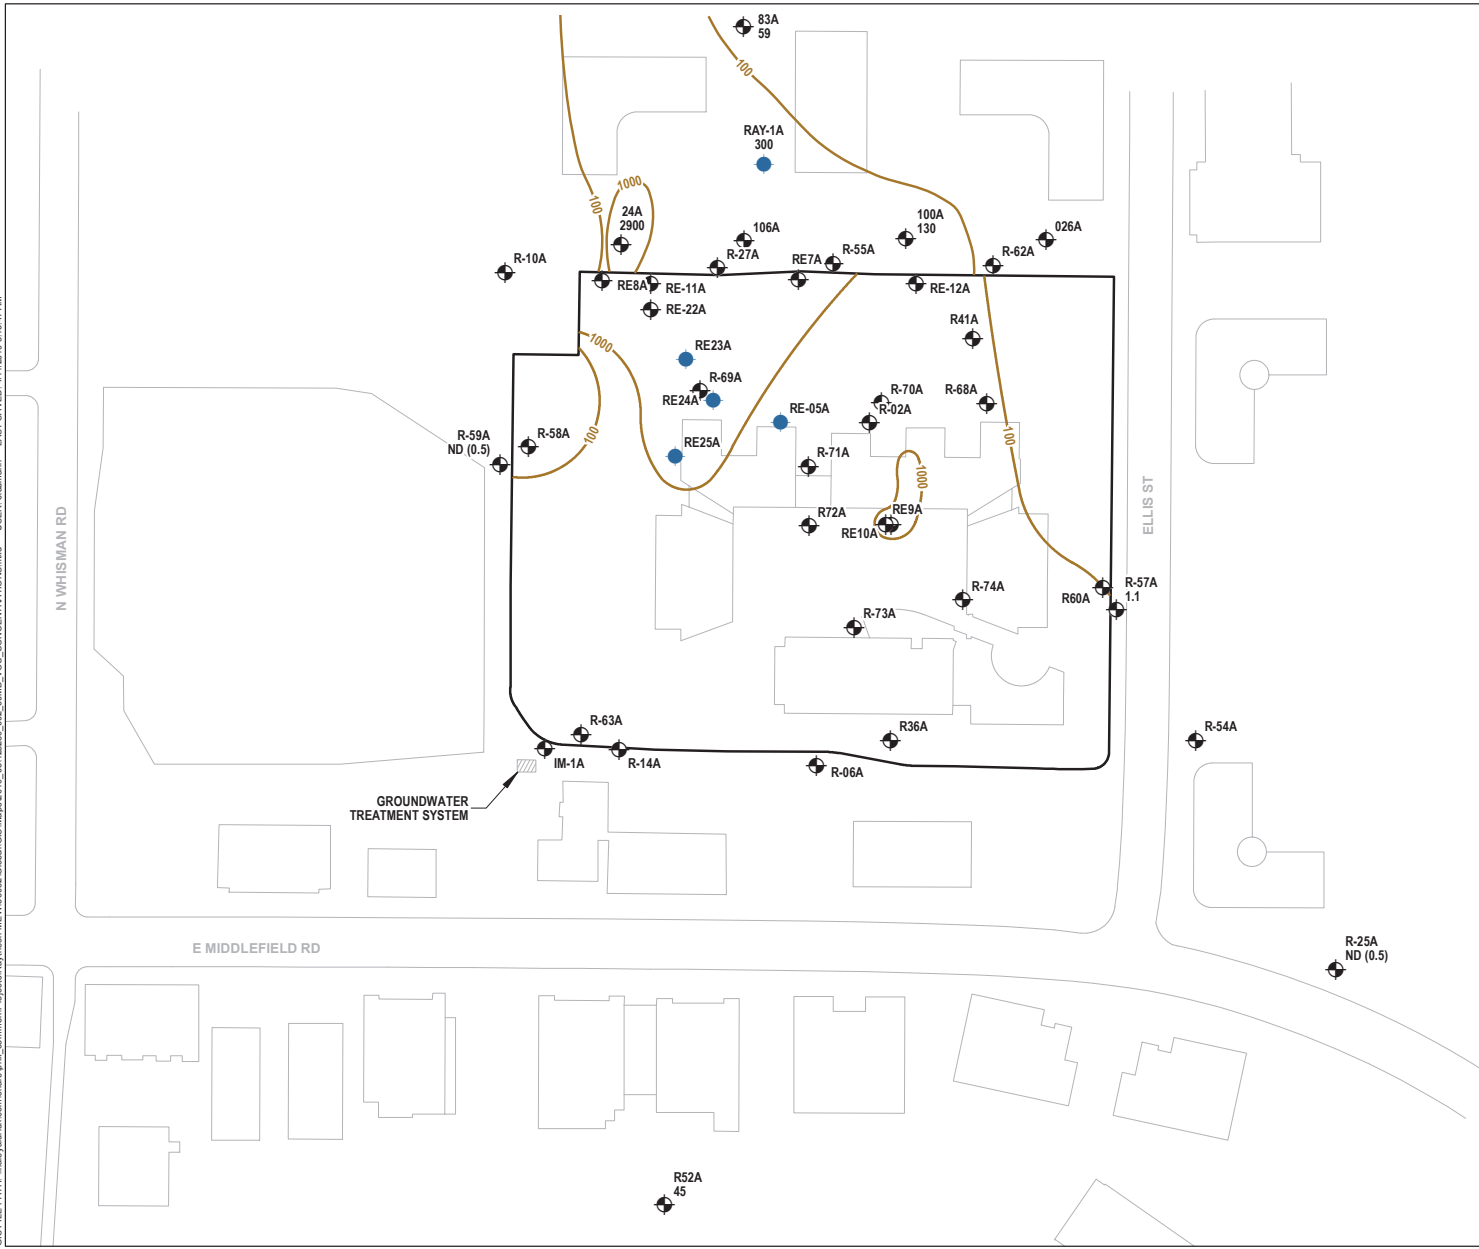 83A
59
100
RAY-1A
300
1000
100
24A
2900
106A
100A
130
026A
R-10A
R-27A
RE7A
R-55A
R-62A
RE8A
RE-11A
RE-12A
RE-22A
R41A
1000
RE23A
R-69A
RE24A
RE-05A
R-70A
R-02A
R-68A
100
100
R-59A
ND (0.5)
R-58A
RE25A
R-71A
1000
R72A
RE9A
RE10A
N WHISMAN RD
ELLIS ST
R-74A
R60A
R-57A
1.1
R-73A
R-63A
R36A
R-54A
IM-1A
R-14A
R-06A
GROUNDWATER
TREATMENT SYSTEM
E MIDDLEFIELD RD
R-25A
ND (0.5)
R52A
45